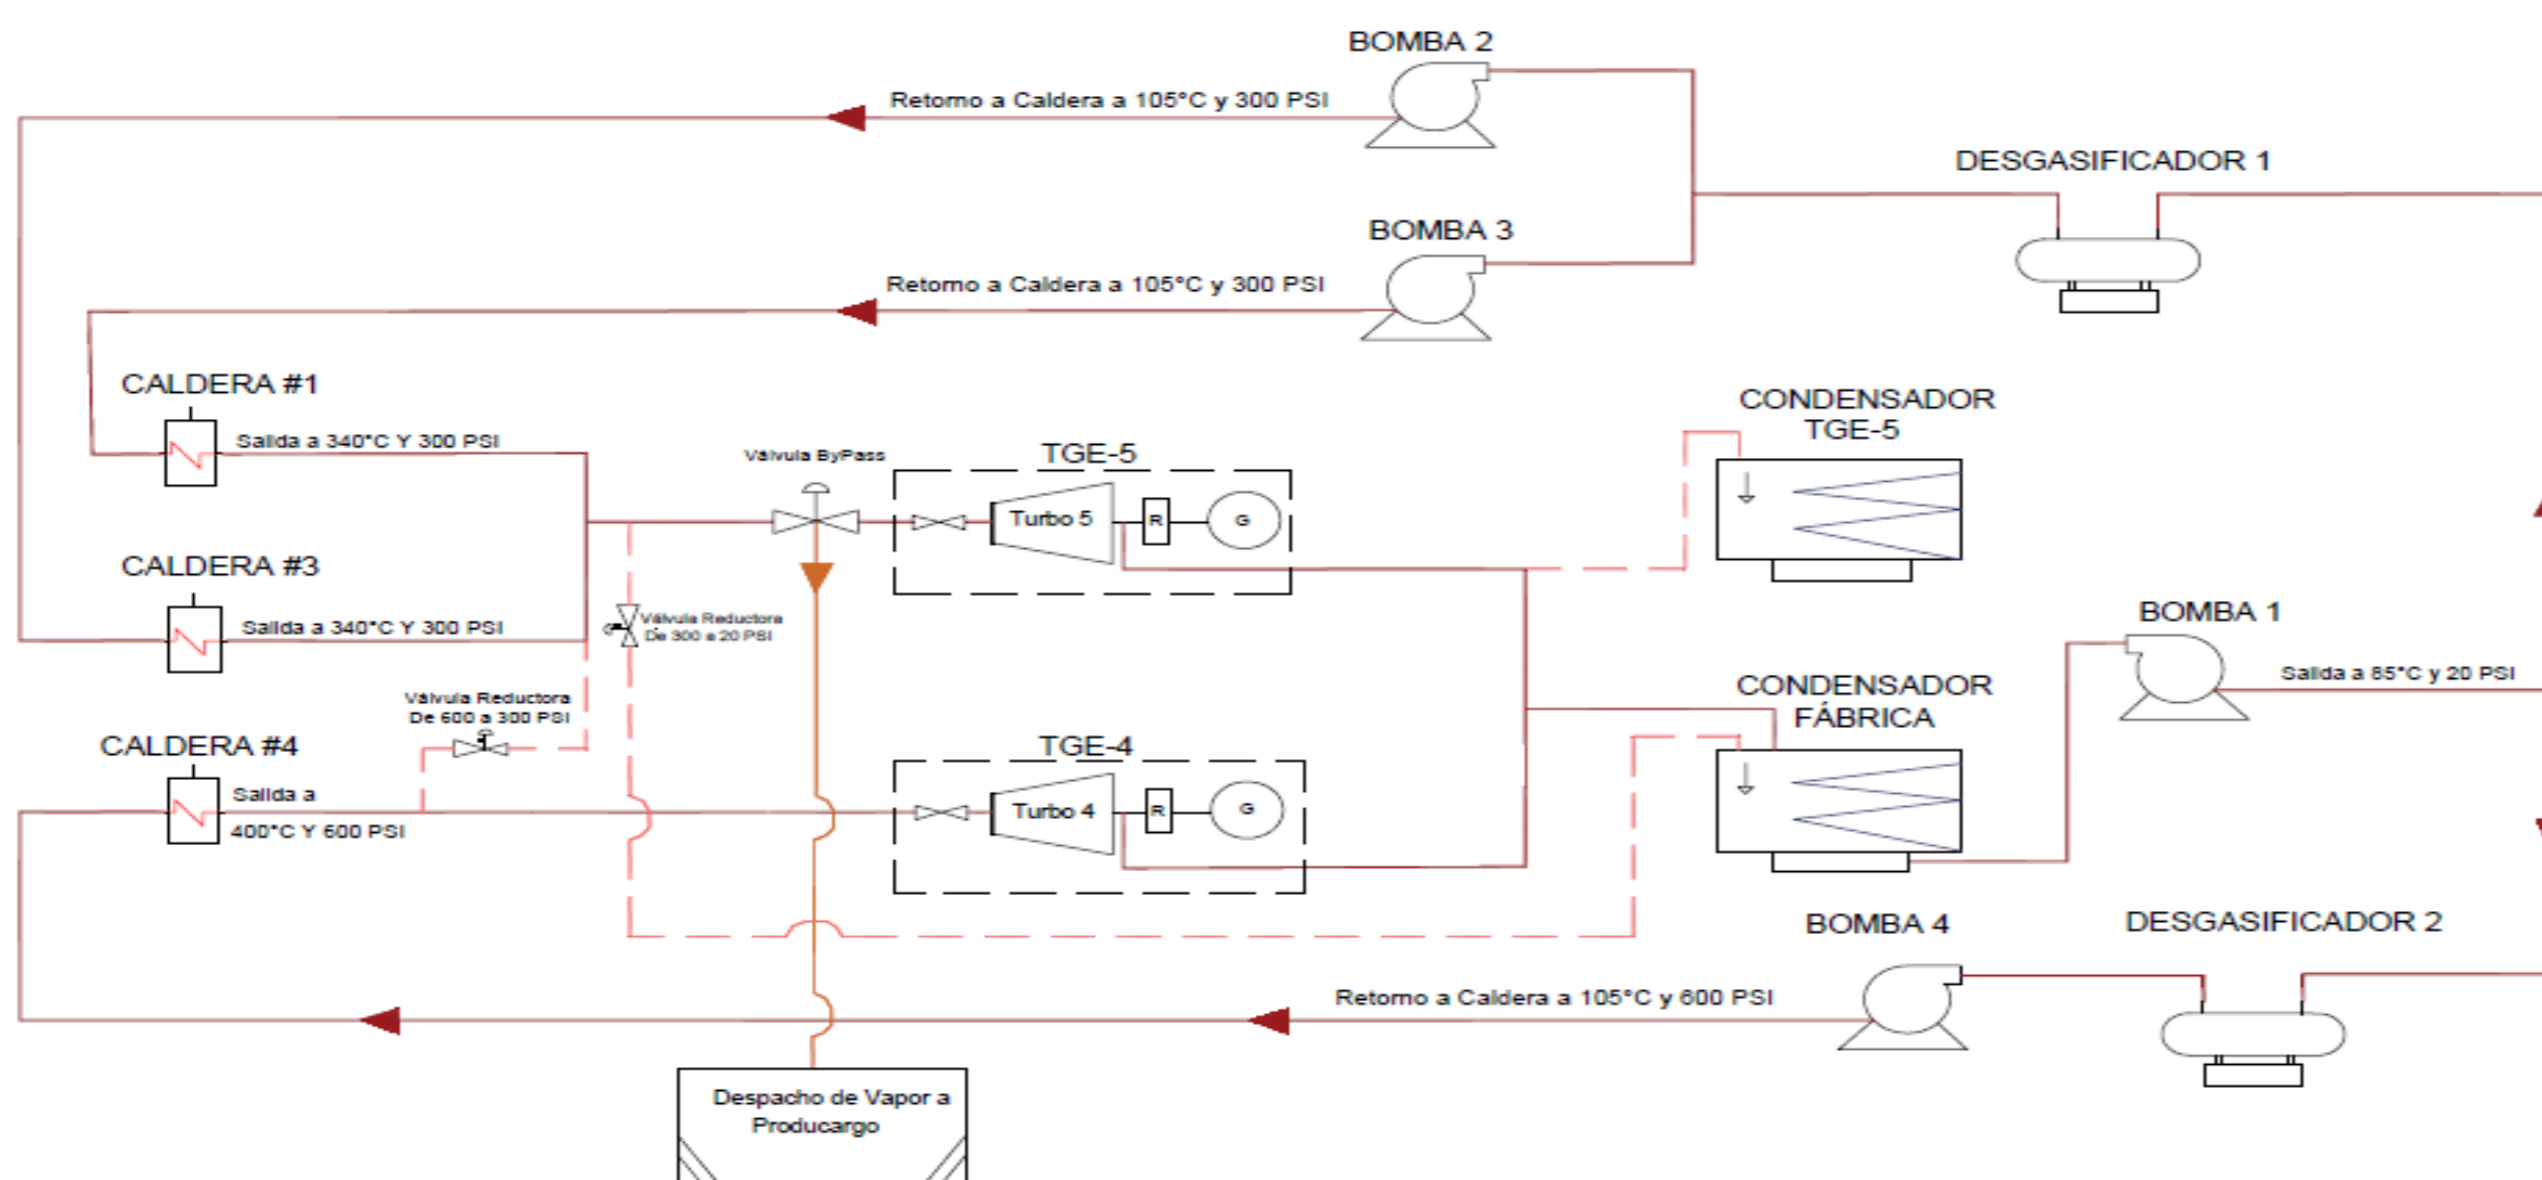 BOMBA 2
Retorno a Caldera a 105°C y 300 PSI
DESGASIFICADOR 1
BOMBA 3
Retorno a Caldera a 105°C y 300 PSI
CALDERA #1
Salida a 340°C Y 300 PSI
CONDENSADOR
TGE-5
Válvula ByPass
TGE-5
Turbo 5
R
G
CALDERA #3
Salida a 340°C Y 300 PSI
Válvula Reductora
De 300 a 20 PSI
BOMBA 1
Salida a 85°C y 20 PSI
Válvula Reductora
De 600 a 300 PSI
CONDENSADOR
FÁBRICA
CALDERA #4
Salida a
400°C Y 600 PSI
TGE-4
Turbo 4
R
G
BOMBA 4
DESGASIFICADOR 2
Retorno a Caldera a 105°C y 600 PSI
Despacho de Vapor a
Producargo